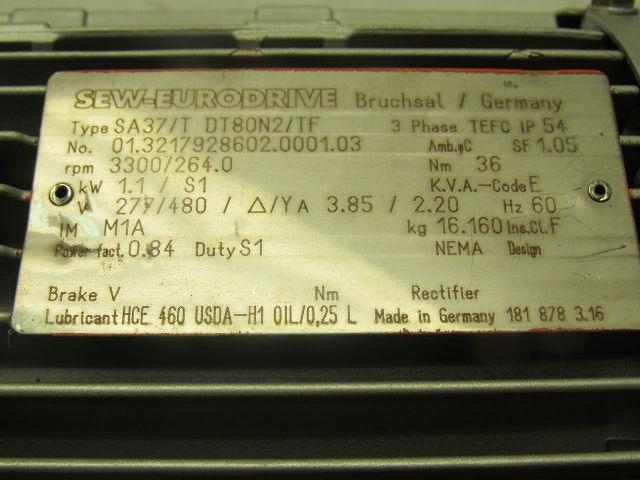 SEW-EURODRIVE Bruchsal / Germany
Type SA37/T DT80N2/TF 3 Phase TEFC IP 54
No. 01.3217928602.0001.03 Amb.°C SF 1.05
rpm 3300/264.0 Nm 36
kW 1.1 / S1 K.V.A.-Code E
V 277/480 / Δ/Y A 3.85 / 2.20 Hz 60
IM M1A kg 16.160 Ins.Cl. F
Power fact. 0.84 Duty S1 NEMA Design
Brake V Nm Rectifier
Lubricant HCE 460 USDA-H1 OIL/0,25 L Made in Germany 181 878 3.16